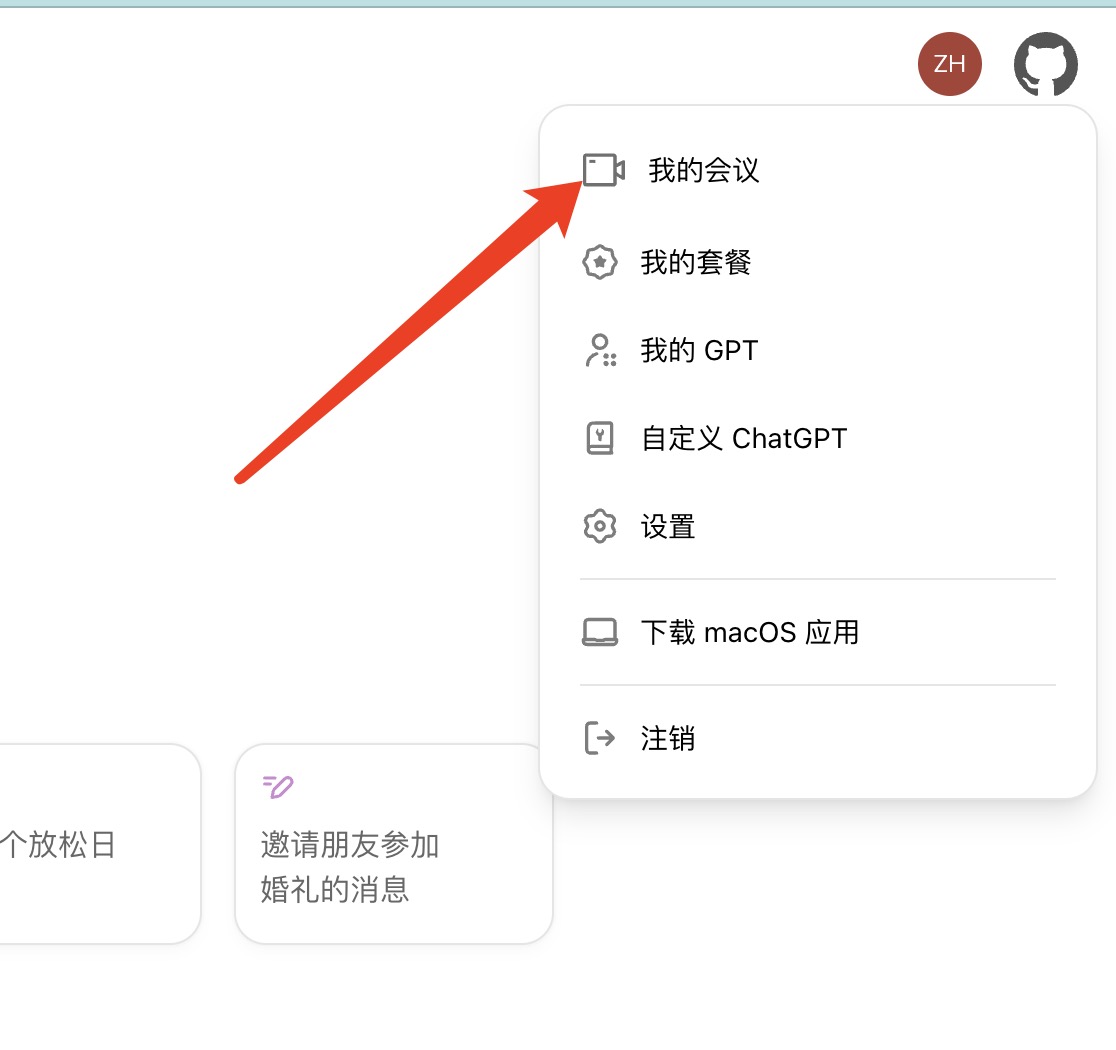 ZH
我的会议
我的套餐
我的 GPT
自定义 ChatGPT
设置
下载 macOS 应用
注销
个放松日
邀请朋友参加
婚礼的消息